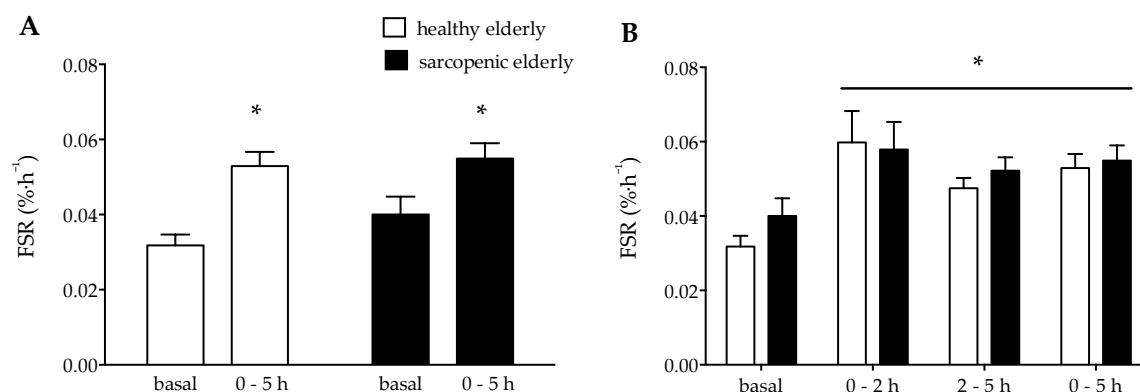 A
healthy elderly
sarcopenic elderly
FSR (%·h⁻¹)
0.08
0.06
0.04
0.02
0.00
*
*
basal
0 - 5 h
basal
0 - 5 h
B
FSR (%·h⁻¹)
0.08
0.06
0.04
0.02
0.00
*
basal
0 - 2 h
2 - 5 h
0 - 5 h